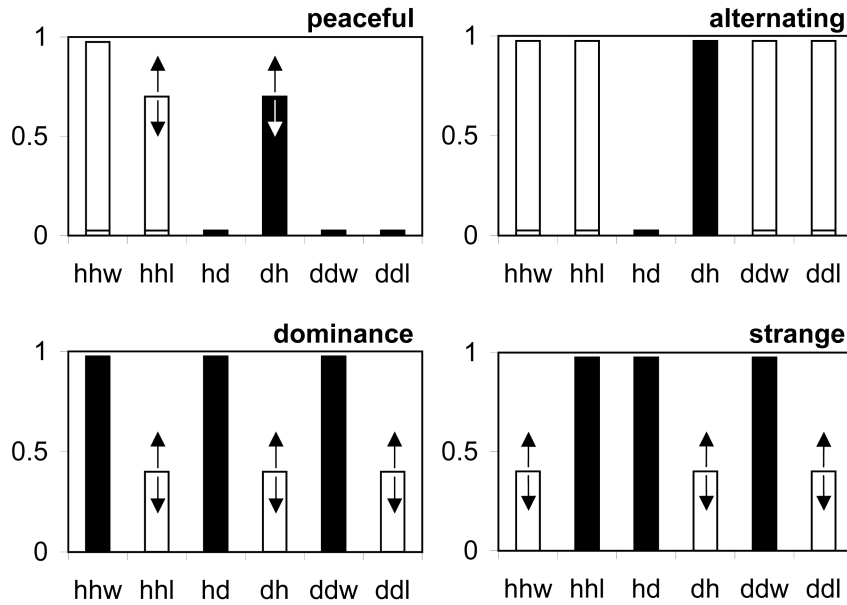 peaceful
alternating
1
0.5
0
hhw hhl hd dh ddw ddl
1
0.5
0
hhw hhl hd dh ddw ddl
dominance
strange
1
0.5
0
hhw hhl hd dh ddw ddl
1
0.5
0
hhw hhl hd dh ddw ddl